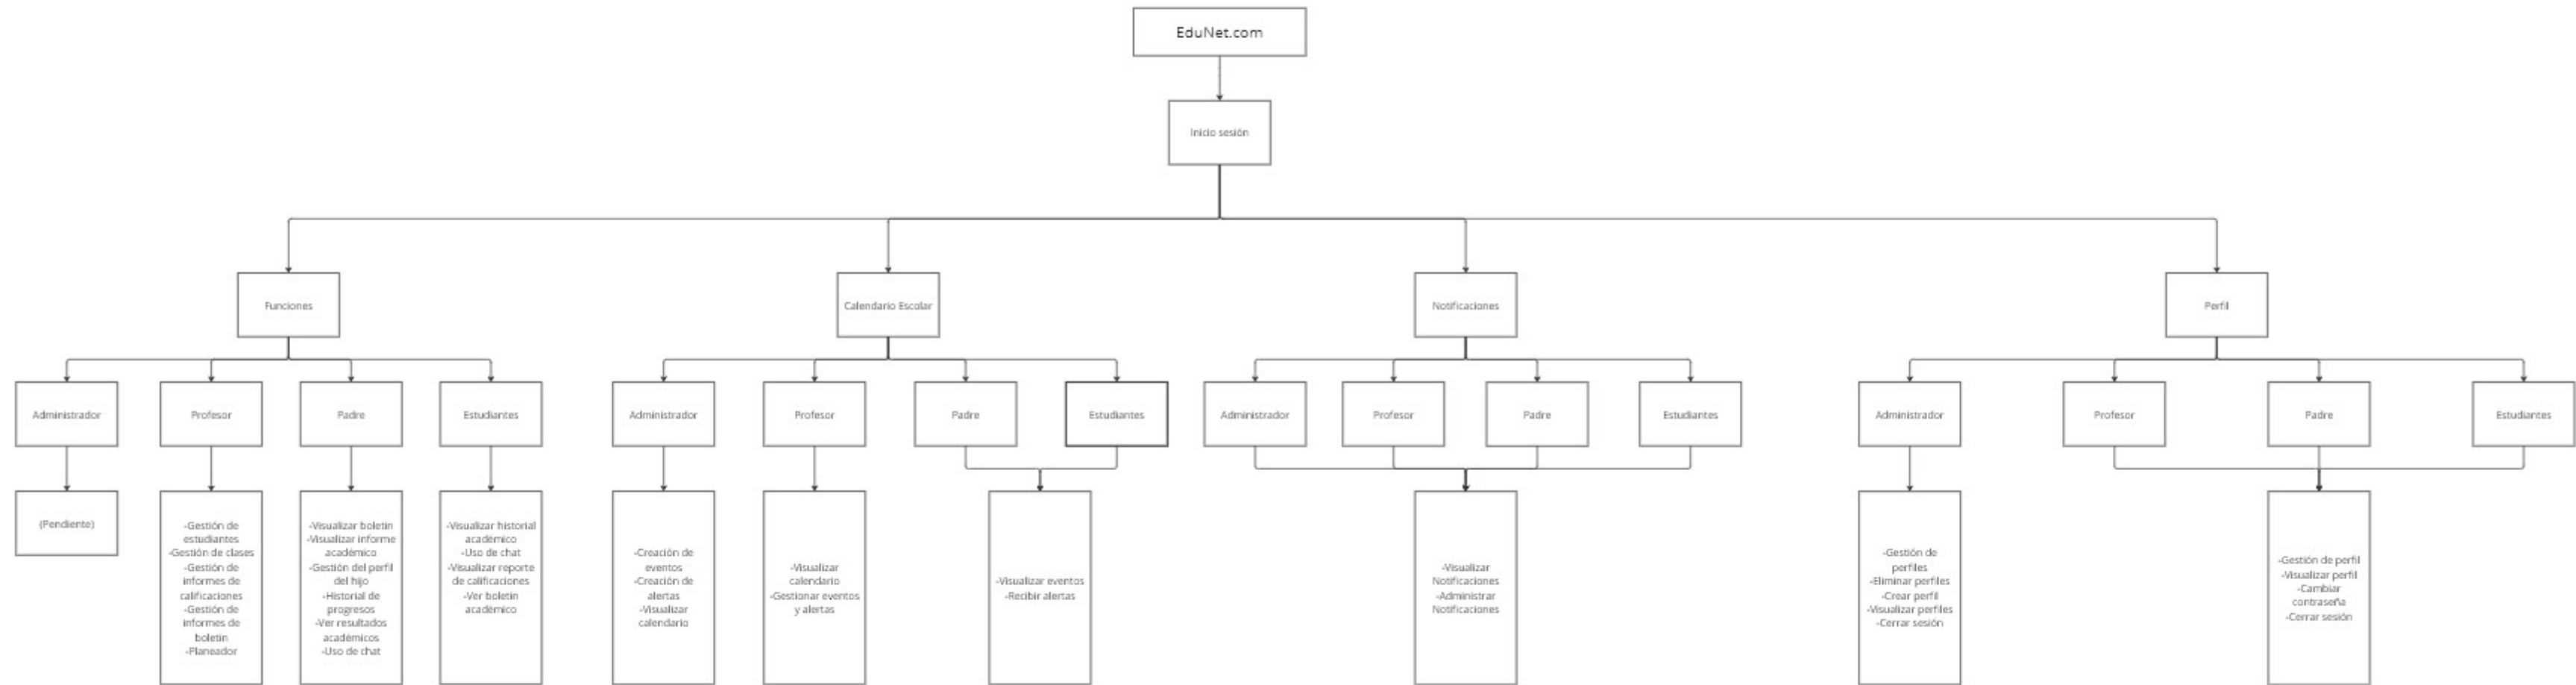 EduNet.com
Inicio sesión
Funciones
Calendario Escolar
Notificaciones
Perfil
Administrador
Profesor
Padre
Estudiantes
Administrador
Profesor
Padre
Estudiantes
Administrador
Profesor
Padre
Estudiantes
Administrador
Profesor
Padre
Estudiantes
(Pendiente)
-Gestión de
estudiantes
-Gestión de clases
-Gestión de
informes de
calificaciones
-Gestión de
informes de
boletin
-Planeador
-Visualizar boletin
-Visualizar informe
académico
-Gestión del perfil
del hijo
-Historial de
progresos
-Ver resultados
académicos
-Uso de chat
-Visualizar historial
académico
-Uso de chat
-Visualizar reporte
de calificaciones
-Ver boletin
académico
-Creación de
eventos
-Creación de
alertas
-Visualizar
calendario
-Visualizar
calendario
-Gestionar eventos
y alertas
-Visualizar eventos
-Recibir alertas
-Visualizar
Notificaciones
-Administrar
Notificaciones
-Gestión de
perfiles
-Eliminar perfiles
-Crear perfil
-Visualizar perfiles
-Cerrar sesión
-Gestión de perfil
-Visualizar perfil
-Cambiar
contraseña
-Cerrar sesión